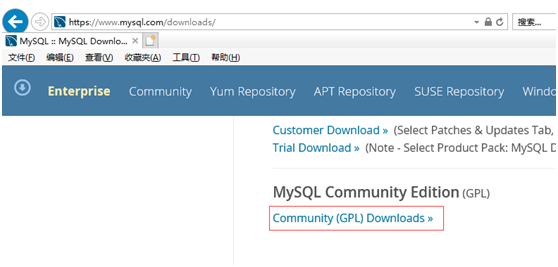 https://www.mysql.com/downloads/
搜索...
MySQL :: MySQL Downlo...
文件(F) 编辑(E) 查看(V) 收藏夹(A) 工具(T) 帮助(H)
Enterprise Community Yum Repository APT Repository SUSE Repository Windo
Customer Download » (Select Patches & Updates Tab,
Trial Download » (Note - Select Product Pack: MySQL D
MySQL Community Edition (GPL)
Community (GPL) Downloads »